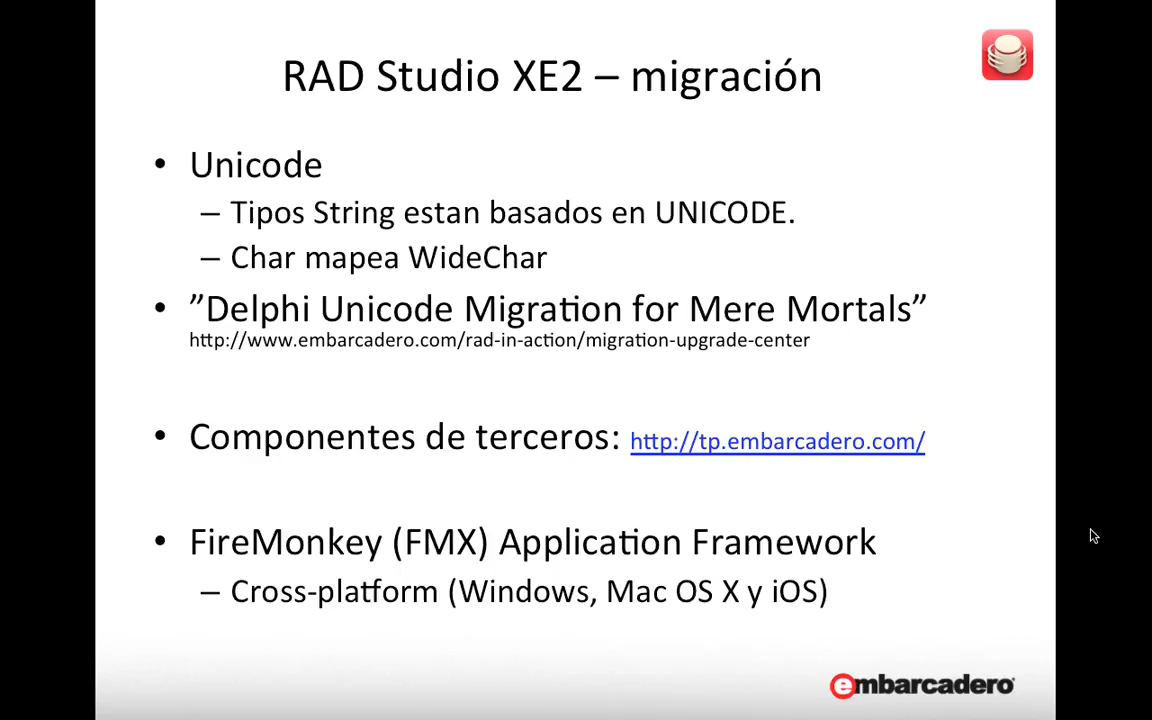 RAD Studio XE2 – migración
• Unicode
– Tipos String estan basados en UNICODE.
– Char mapea WideChar
• ”Delphi Unicode Migration for Mere Mortals”
http://www.embarcadero.com/rad-in-action/migration-upgrade-center
• Componentes de terceros: http://tp.embarcadero.com/
• FireMonkey (FMX) Application Framework
– Cross-platform (Windows, Mac OS X y iOS)
embarcadero